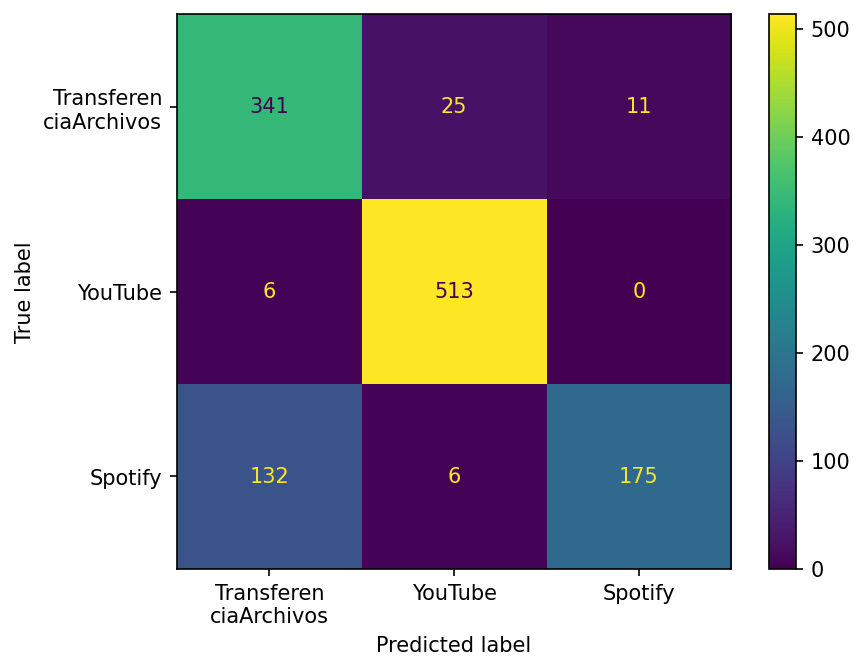 500
Transferen
ciaArchivos
341
25
11
400
300
True label
YouTube
6
513
0
200
Spotify
132
6
175
100
0
Transferen
ciaArchivos
YouTube
Spotify
Predicted label